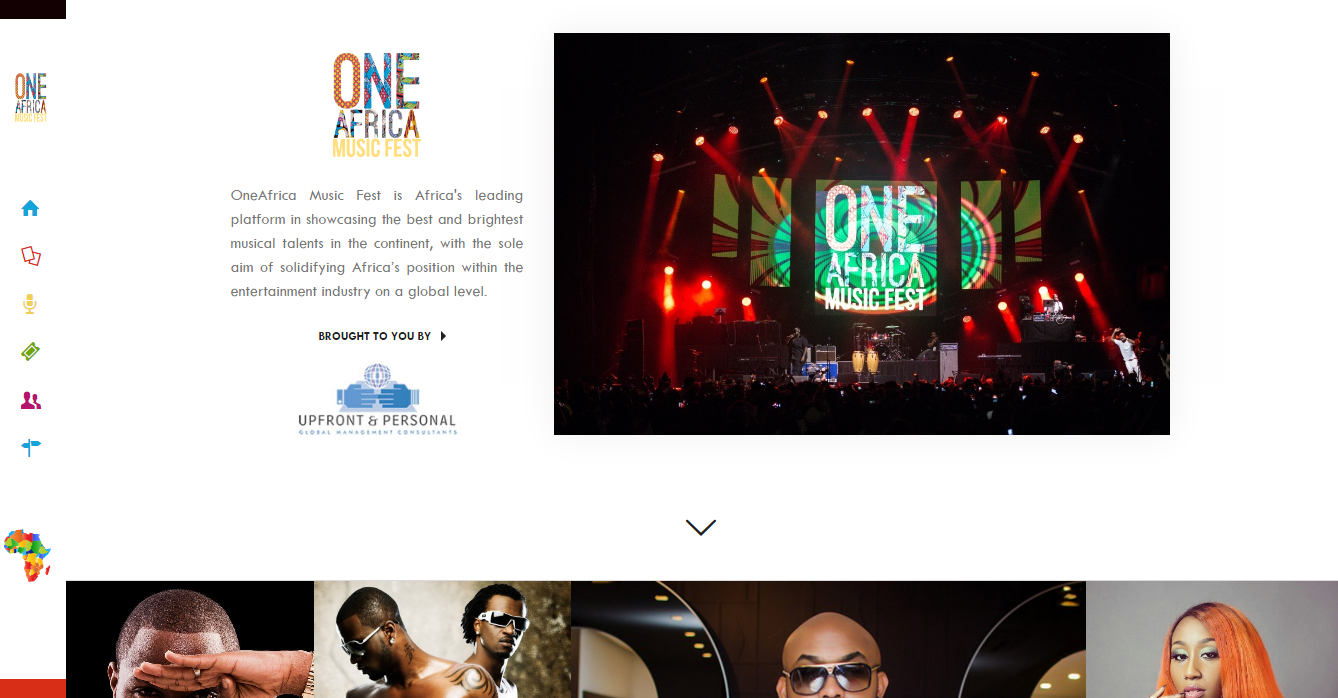 ONE
AFRICA
MUSIC FEST
ONE
AFRICA
MUSIC FEST
OneAfrica Music Fest is Africa's leading
platform in showcasing the best and brightest
musical talents in the continent, with the sole
aim of solidifying Africa's position within the
entertainment industry on a global level.
BROUGHT TO YOU BY
UPFRONT & PERSONAL
GLOBAL MANAGEMENT CONSULTANTS
ONE
AFRICA
MUSIC FEST